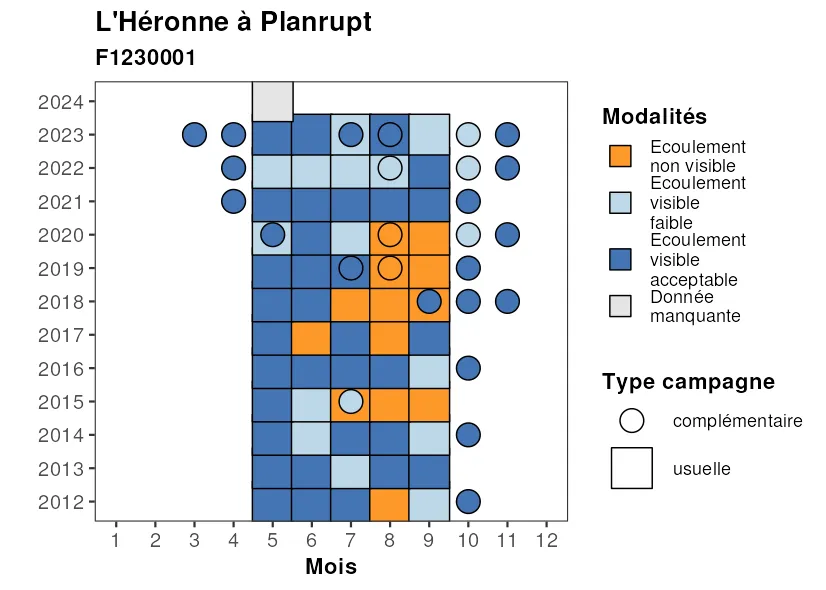 L'Héronne à Planrupt
F1230001
2024
2023
2022
2021
2020
2019
2018
2017
2016
2015
2014
2013
2012
1 2 3 4 5 6 7 8 9 10 11 12
Mois
Modalités
Ecoulement
non visible
Ecoulement
visible
faible
Ecoulement
visible
acceptable
Donnée
manquante
Type campagne
complémentaire
usuelle